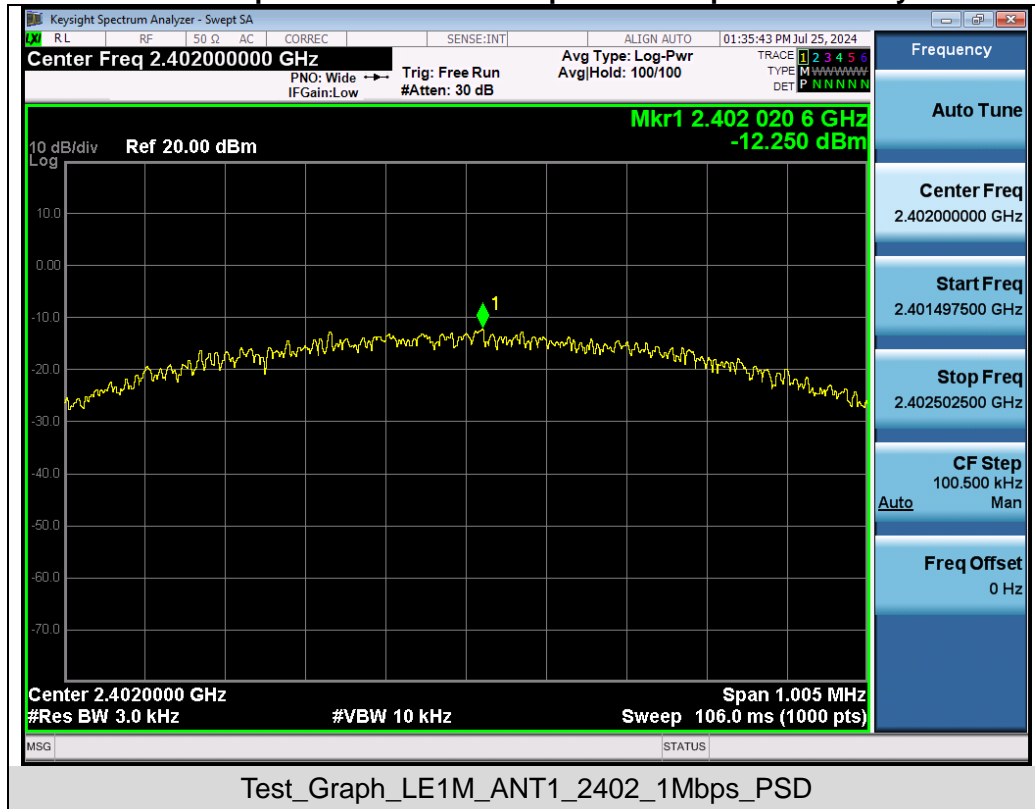 Keysight Spectrum Analyzer - Swept SA
LXI RL RF 50 Ω AC CORREC SENSE:INT ALIGN AUTO 01:35:43 PM Jul 25, 2024
Center Freq 2.402000000 GHz
PNO: Wide
IFGain:Low
Trig: Free Run
#Atten: 30 dB
Avg Type: Log-Pwr
Avg|Hold: 100/100
TRACE 1 2 3 4 5 6
TYPE M WWWWW
DET P N N N N N
Mkr1 2.402 020 6 GHz
-12.250 dBm
10 dB/div Ref 20.00 dBm
Log
10.0
0.00
-10.0
-20.0
-30.0
-40.0
-50.0
-60.0
-70.0
1
Center 2.4020000 GHz Span 1.005 MHz
#Res BW 3.0 kHz #VBW 10 kHz Sweep 106.0 ms (1000 pts)
MSG STATUS
Frequency
Auto Tune
Center Freq
2.402000000 GHz
Start Freq
2.401497500 GHz
Stop Freq
2.402502500 GHz
CF Step
100.500 kHz
Auto Man
Freq Offset
0 Hz
Test_Graph_LE1M_ANT1_2402_1Mbps_PSD